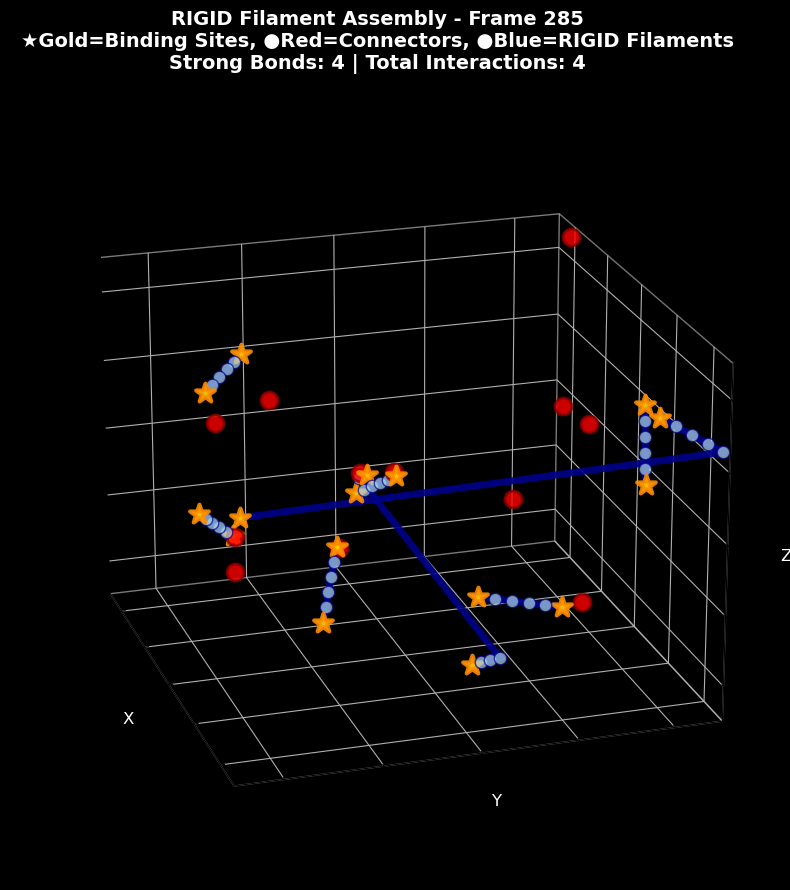 RIGID Filament Assembly - Frame 285
★Gold=Binding Sites, ●Red=Connectors, ●Blue=RIGID Filaments
Strong Bonds: 4 | Total Interactions: 4
Z
X
Y